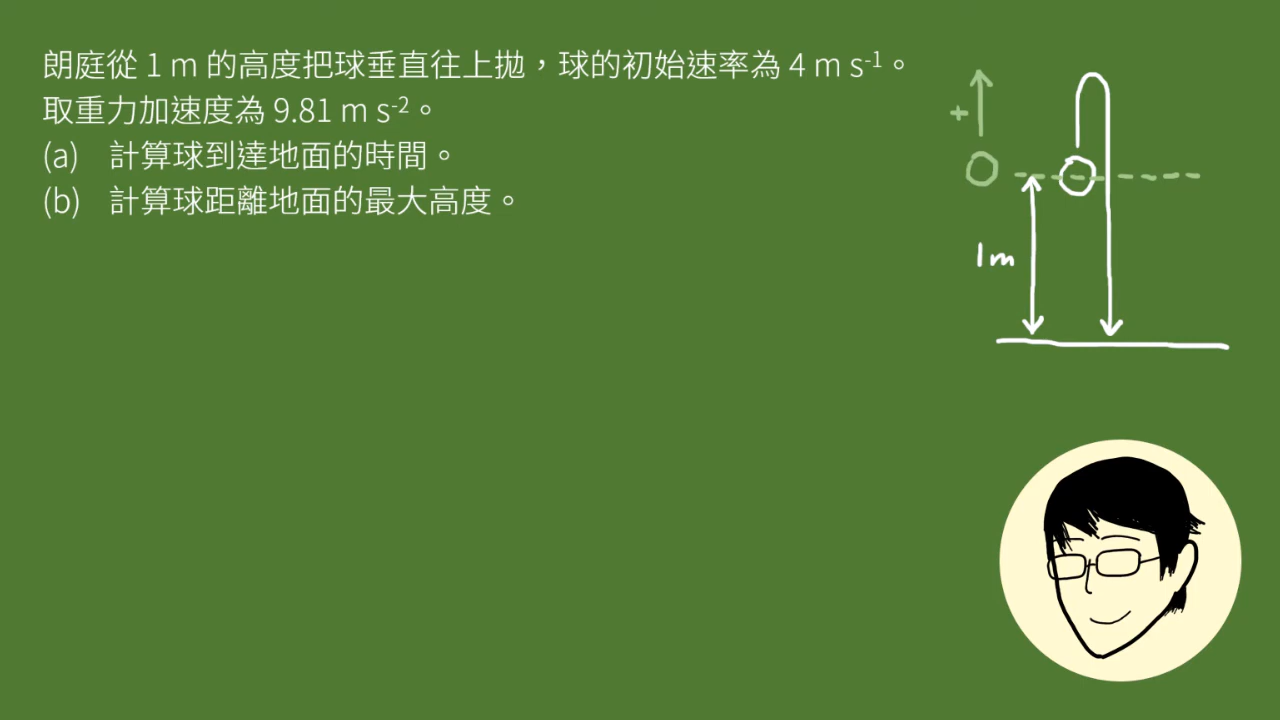 朗庭從 1 m 的高度把球垂直往上拋，球的初始速率為 4 m s⁻¹。
取重力加速度為 9.81 m s⁻²。
(a) 計算球到達地面的時間。
(b) 計算球距離地面的最大高度。
+
O
1m